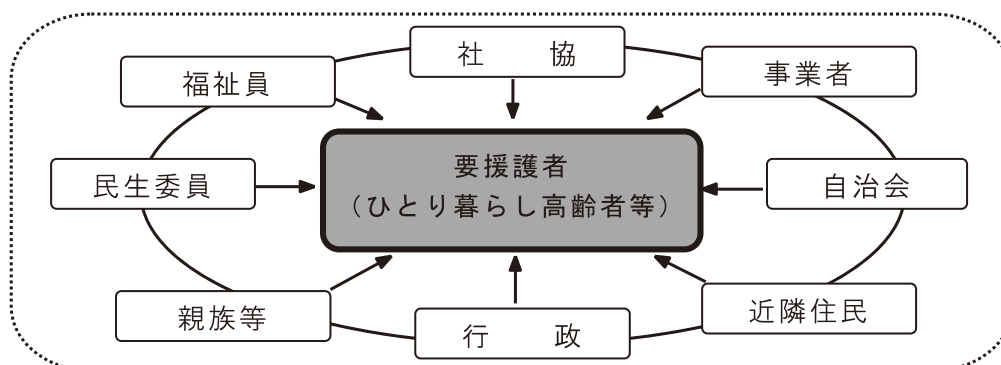 社 協
福祉員
事業者
要援護者
（ひとり暮らし高齢者等）
民生委員
自治会
親族等
近隣住民
行 政